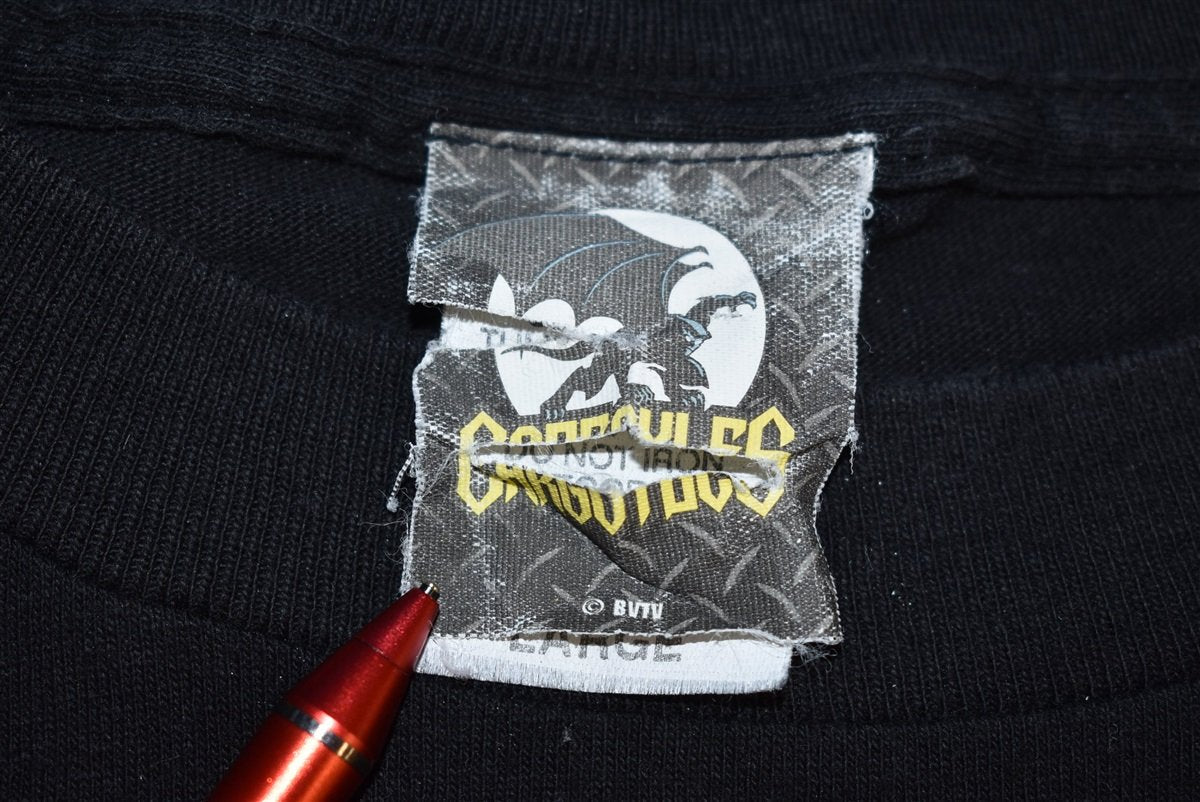 GARGOYLES
DO NOT IRON
© BVTV
LARGE